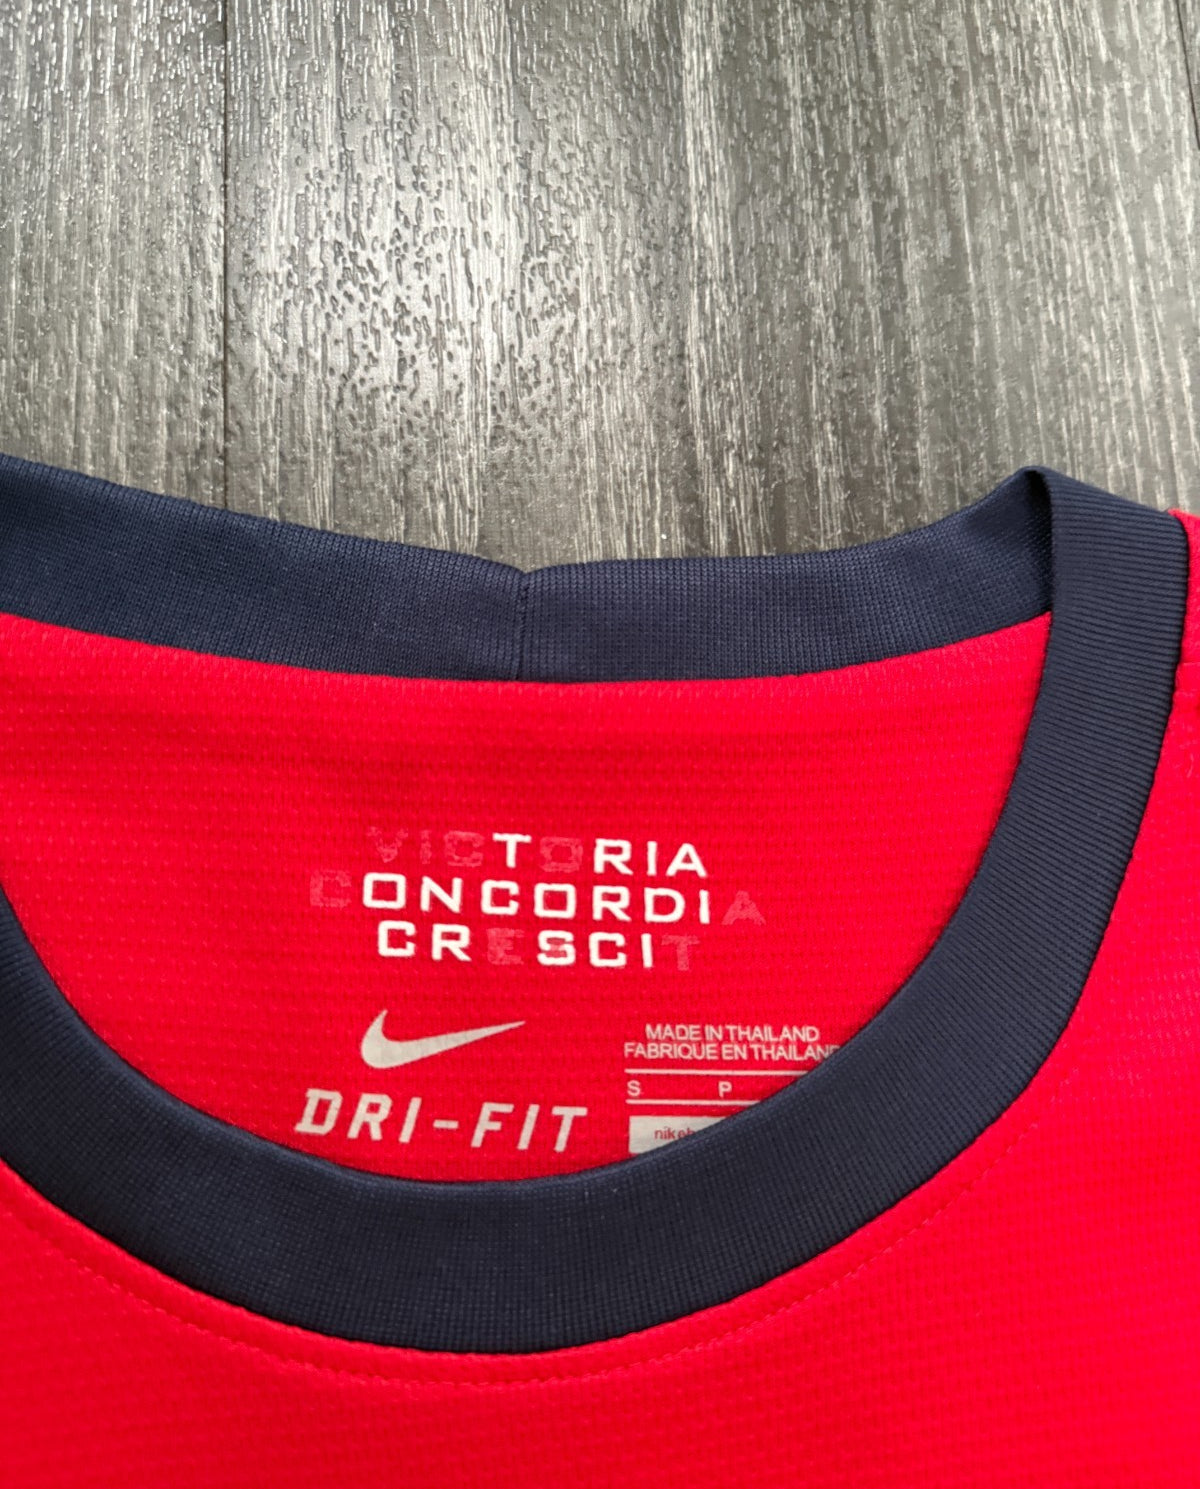 VICTORIA
CONCORDIA
CRESCIT
DRI-FIT
MADE IN THAILAND
FABRIQUE EN THAILAND
S P